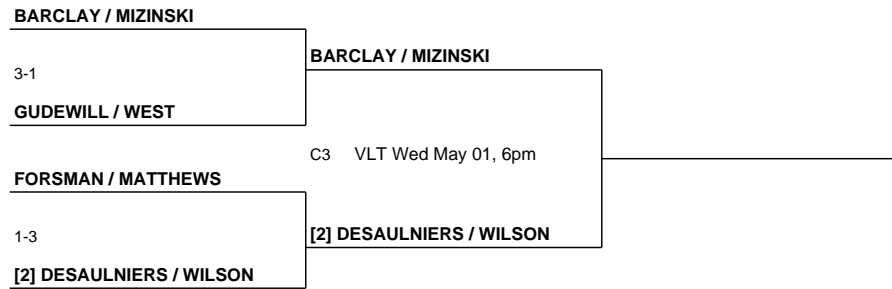 BARCLAY / MIZINSKI
BARCLAY / MIZINSKI
3-1
GUDEWILL / WEST
C3 VLT Wed May 01, 6pm
FORSMAN / MATTHEWS
1-3
[2] DESAULNIERS / WILSON
[2] DESAULNIERS / WILSON